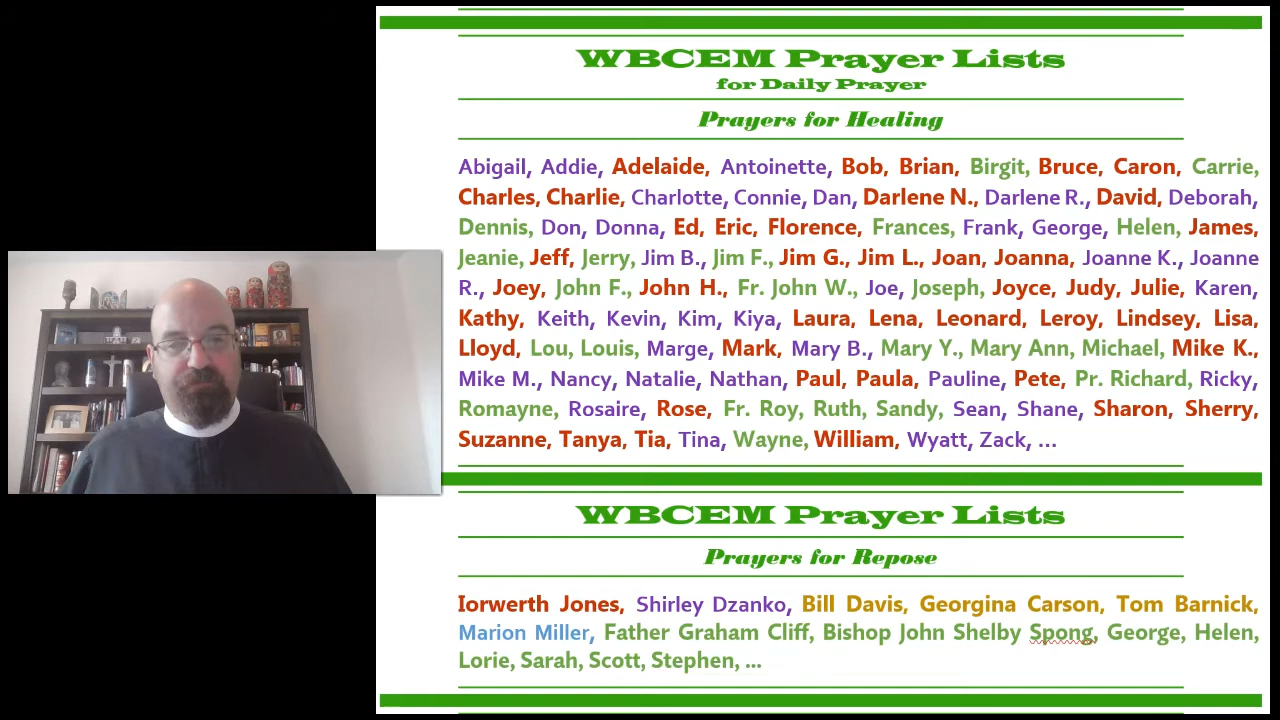 WBCEM Prayer Lists
for Daily Prayer
Prayers for Healing
Abigail, Addie, Adelaide, Antoinette, Bob, Brian, Birgit, Bruce, Caron, Carrie,
Charles, Charlie, Charlotte, Connie, Dan, Darlene N., Darlene R., David, Deborah,
Dennis, Don, Donna, Ed, Eric, Florence, Frances, Frank, George, Helen, James,
Jeanie, Jeff, Jerry, Jim B., Jim F., Jim G., Jim L., Joan, Joanna, Joanne K., Joanne
R., Joey, John F., John H., Fr. John W., Joe, Joseph, Joyce, Judy, Julie, Karen,
Kathy, Keith, Kevin, Kim, Kiya, Laura, Lena, Leonard, Leroy, Lindsey, Lisa,
Lloyd, Lou, Louis, Marge, Mark, Mary B., Mary Y., Mary Ann, Michael, Mike K.,
Mike M., Nancy, Natalie, Nathan, Paul, Paula, Pauline, Pete, Pr. Richard, Ricky,
Romayne, Rosaire, Rose, Fr. Roy, Ruth, Sandy, Sean, Shane, Sharon, Sherry,
Suzanne, Tanya, Tia, Tina, Wayne, William, Wyatt, Zack, ...
WBCEM Prayer Lists
Prayers for Repose
Iorwerth Jones, Shirley Dzanko, Bill Davis, Georgina Carson, Tom Barnick,
Marion Miller, Father Graham Cliff, Bishop John Shelby Spong, George, Helen,
Lorie, Sarah, Scott, Stephen, ...